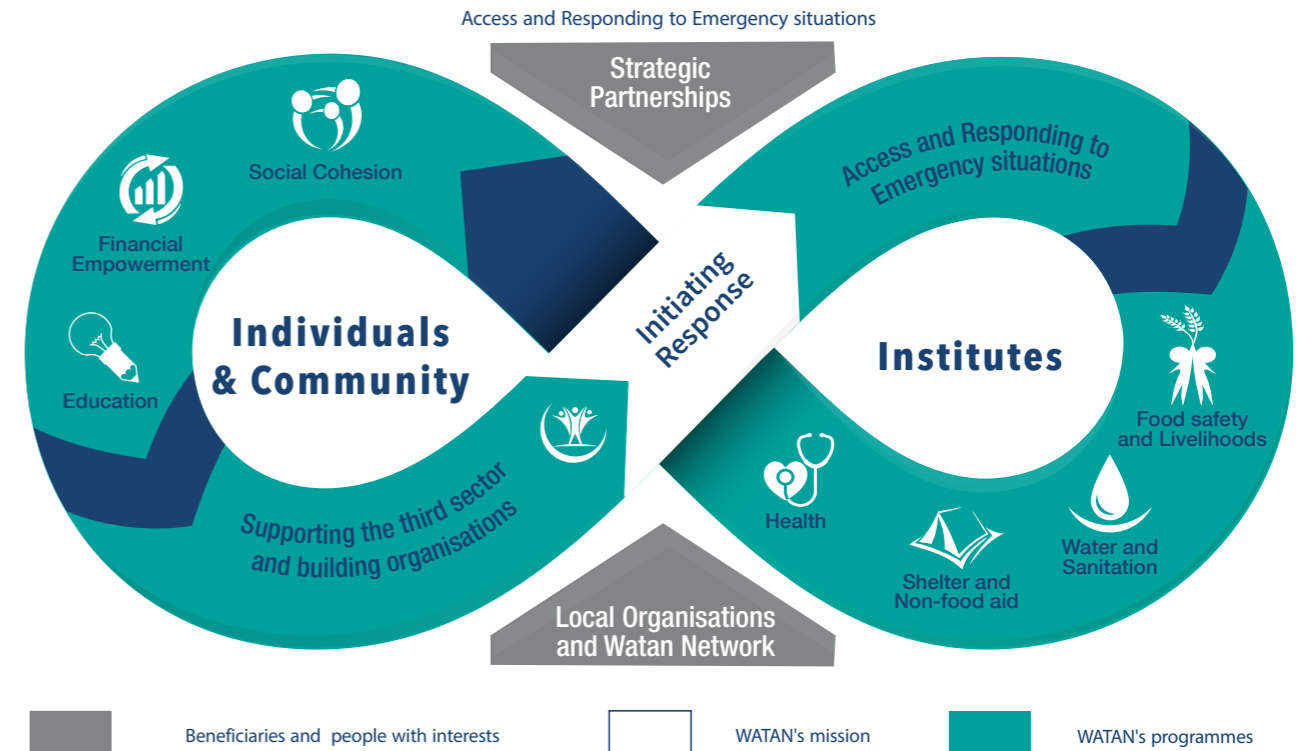 Access and Responding to Emergency situations
Strategic
Partnerships
Social Cohesion
Financial
Empowerment
Education
Individuals
& Community
Supporting the third sector
and building organisations
Initiating
Response
Access and Responding to
Emergency situations
Institutes
Food safety
and Livelihoods
Water and
Sanitation
Shelter and
Non-food aid
Health
Local Organisations
and Watan Network
Beneficiaries and people with interests
WATAN's mission
WATAN's programmes